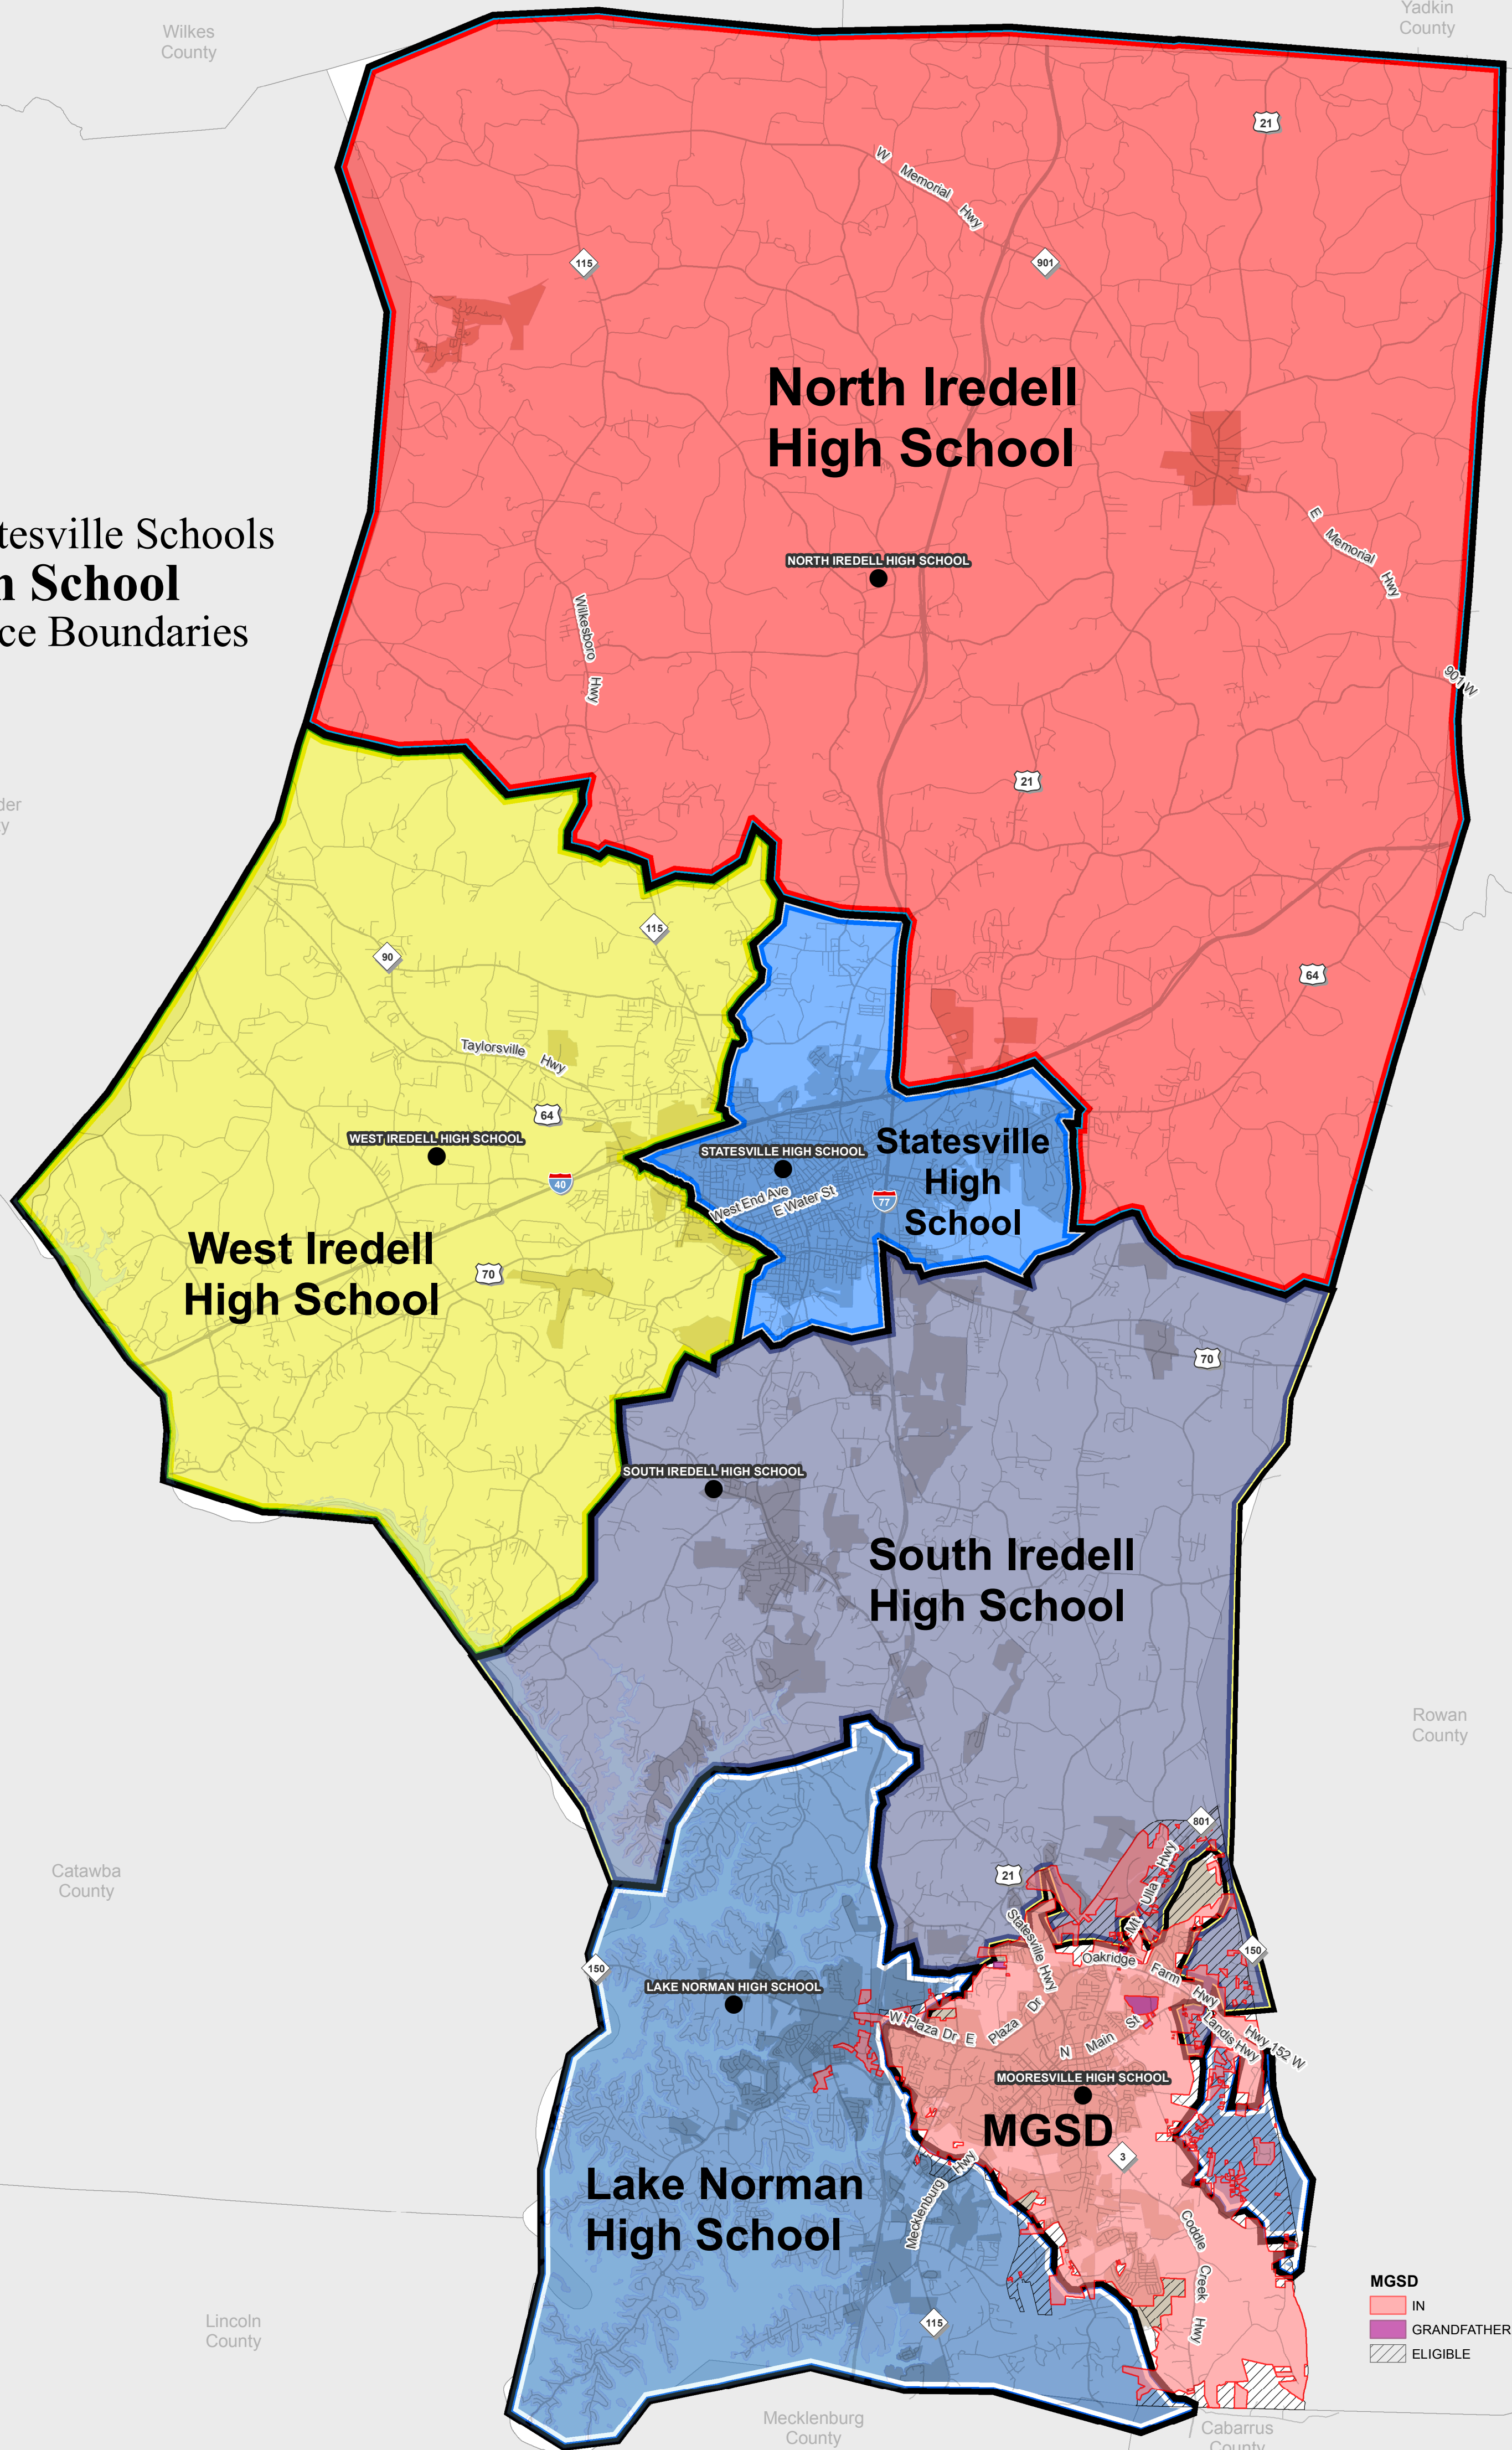 Wilkes
County
Yadkin
County
21
W Memorial Hwy
115
901
North Iredell
High School
tesville Schools
School
ce Boundaries
NORTH IREDELL HIGH SCHOOL
E Memorial Hwy
Wilkesboro Hwy
901 W
21
115
90
64
Taylorsville Hwy
64
WEST IREDELL HIGH SCHOOL
STATESVILLE HIGH SCHOOL
Statesville
High
School
40
West End Ave
E Water St
77
West Iredell
High School
70
70
SOUTH IREDELL HIGH SCHOOL
South Iredell
High School
Rowan
County
801
Catawba
County
21
Mt Ulla Hwy
Statesville Hwy
150
150
Oakridge Farm Hwy
LAKE NORMAN HIGH SCHOOL
W Plaza Dr
E Plaza Dr
N Main St
Landis Hwy
Hwy 152 W
MOORESVILLE HIGH SCHOOL
MGSD
3
Lake Norman
High School
Mecklenburg Hwy
Coddle Creek Hwy
MGSD
IN
GRANDFATHER
ELIGIBLE
115
Lincoln
County
Mecklenburg
County
Cabarrus
County